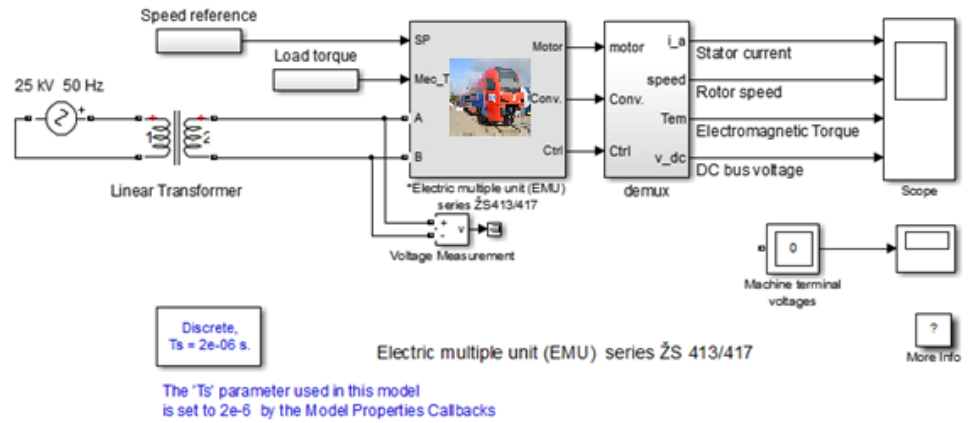 Speed reference
Load torque
25 kV 50 Hz
+
1
2
Linear Transformer
SP
Mec_T
A
B
Motor
Conv.
Ctrl
*Electric multiple unit (EMU)
series ŽS413/417
motor
Conv.
Ctrl
i_a
speed
Tem
v_dc
demux
Stator current
Rotor speed
Electromagnetic Torque
DC bus voltage
Scope
+
-
v
Voltage Measurement
0
Machine terminal
voltages
?
More Info
Discrete,
Ts = 2e-06 s.
Electric multiple unit (EMU) series ŽS 413/417
The 'Ts' parameter used in this model
is set to 2e-6 by the Model Properties Callbacks